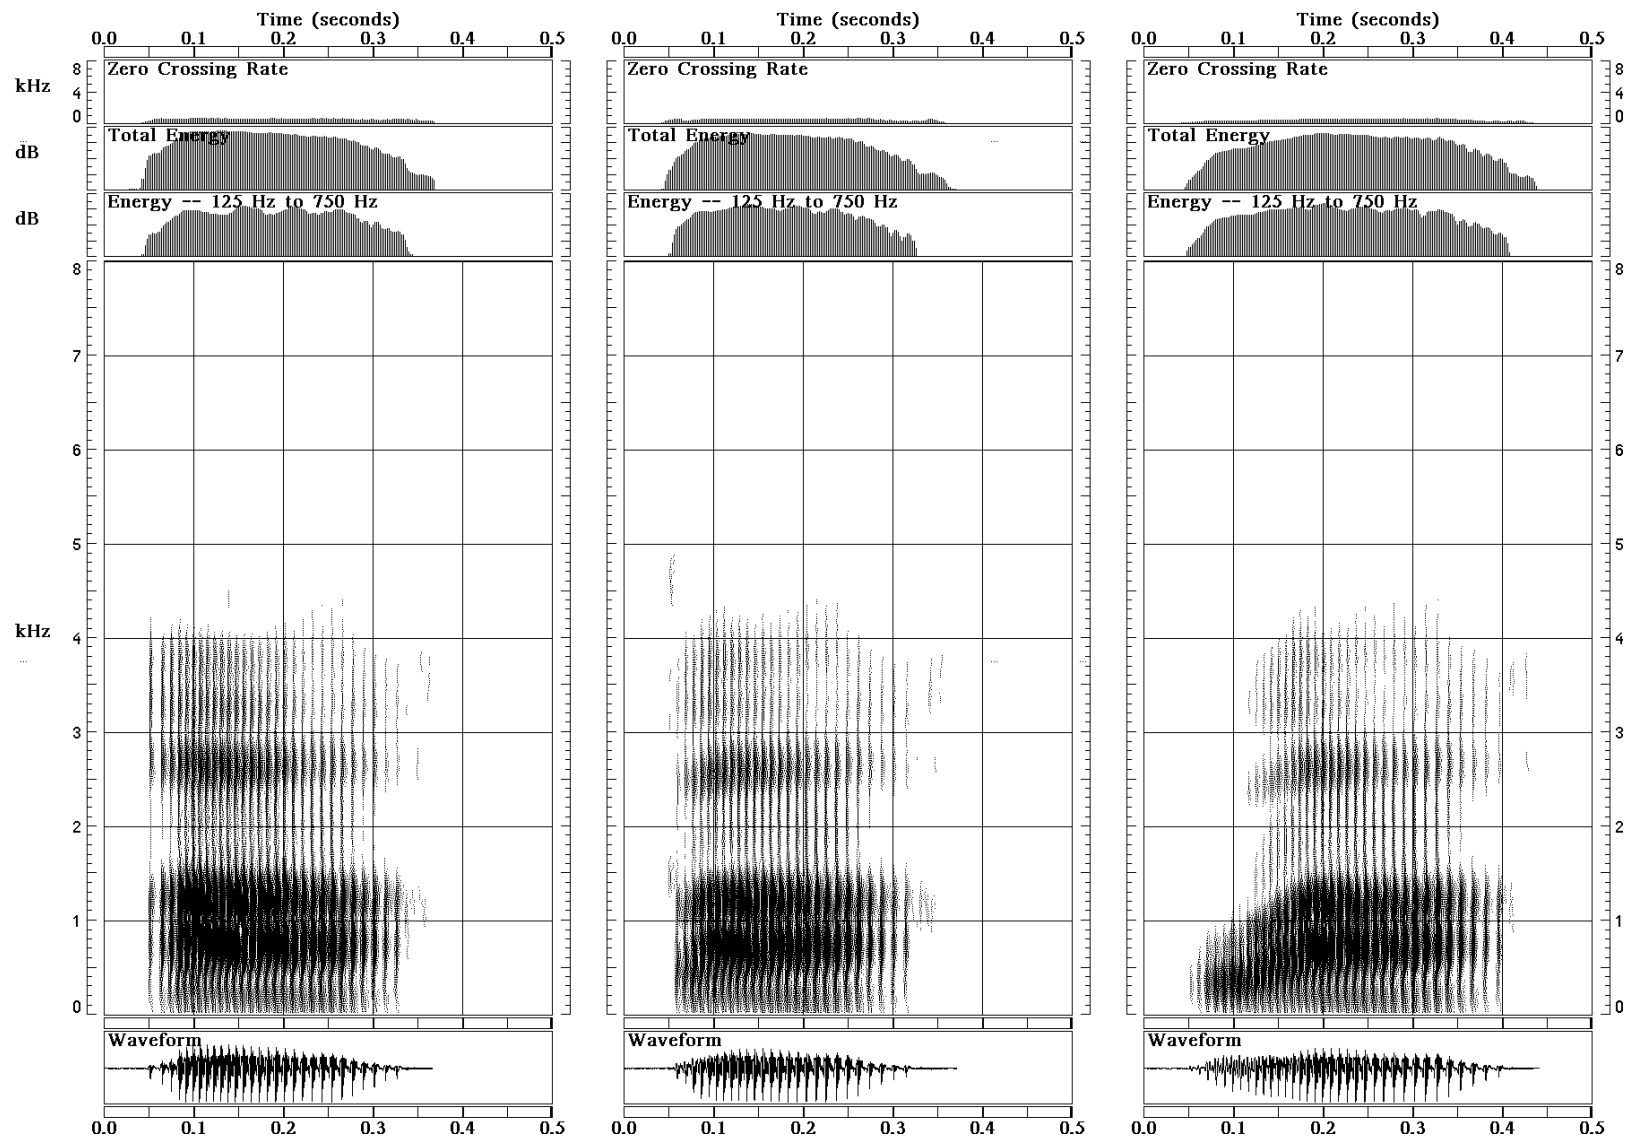 Time (seconds) Time (seconds) Time (seconds)
0.0 0.1 0.2 0.3 0.4 0.5 0.0 0.1 0.2 0.3 0.4 0.5 0.0 0.1 0.2 0.3 0.4 0.5
8 Zero Crossing Rate Zero Crossing Rate Zero Crossing Rate 8
kHz 4 4
0 0
Total Energy Total Energy Total Energy
dB
Energy -- 125 Hz to 750 Hz Energy -- 125 Hz to 750 Hz Energy -- 125 Hz to 750 Hz
dB
8 8
7 7
6 6
5 5
kHz 4 4
3 3
2 2
1 1
0 0
Waveform Waveform Waveform
0.0 0.1 0.2 0.3 0.4 0.5 0.0 0.1 0.2 0.3 0.4 0.5 0.0 0.1 0.2 0.3 0.4 0.5